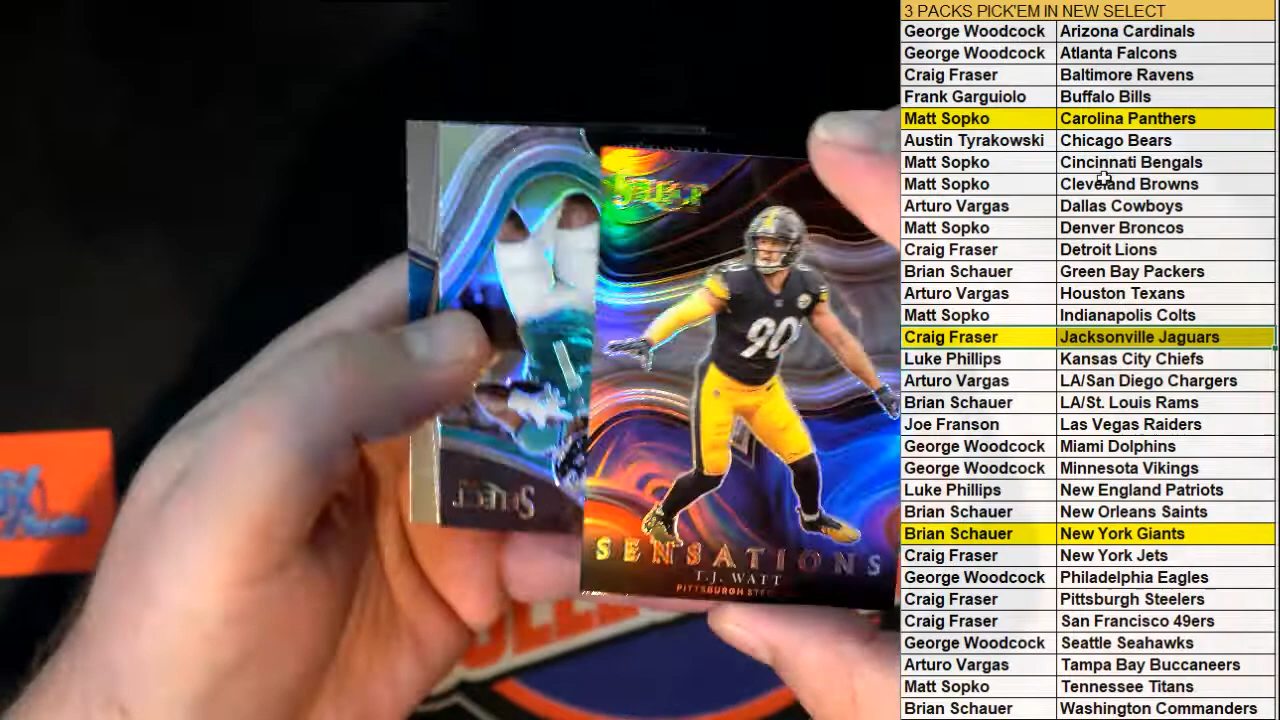 3 PACKS PICK'EM IN NEW SELECT
George Woodcock Arizona Cardinals
George Woodcock Atlanta Falcons
Craig Fraser Baltimore Ravens
Frank Garguiolo Buffalo Bills
Matt Sopko Carolina Panthers
Austin Tyrakowski Chicago Bears
Matt Sopko Cincinnati Bengals
Matt Sopko Cleveland Browns
Arturo Vargas Dallas Cowboys
Matt Sopko Denver Broncos
Craig Fraser Detroit Lions
Brian Schauer Green Bay Packers
Arturo Vargas Houston Texans
Matt Sopko Indianapolis Colts
Craig Fraser Jacksonville Jaguars
Luke Phillips Kansas City Chiefs
Arturo Vargas LA/San Diego Chargers
Brian Schauer LA/St. Louis Rams
Joe Franson Las Vegas Raiders
George Woodcock Miami Dolphins
George Woodcock Minnesota Vikings
Luke Phillips New England Patriots
Brian Schauer New Orleans Saints
Brian Schauer New York Giants
Craig Fraser New York Jets
George Woodcock Philadelphia Eagles
Craig Fraser Pittsburgh Steelers
Craig Fraser San Francisco 49ers
George Woodcock Seattle Seahawks
Arturo Vargas Tampa Bay Buccaneers
Matt Sopko Tennessee Titans
Brian Schauer Washington Commanders
SELECT
90
SENSATIONS
T.J. WATT
PITTSBURGH
SELECT